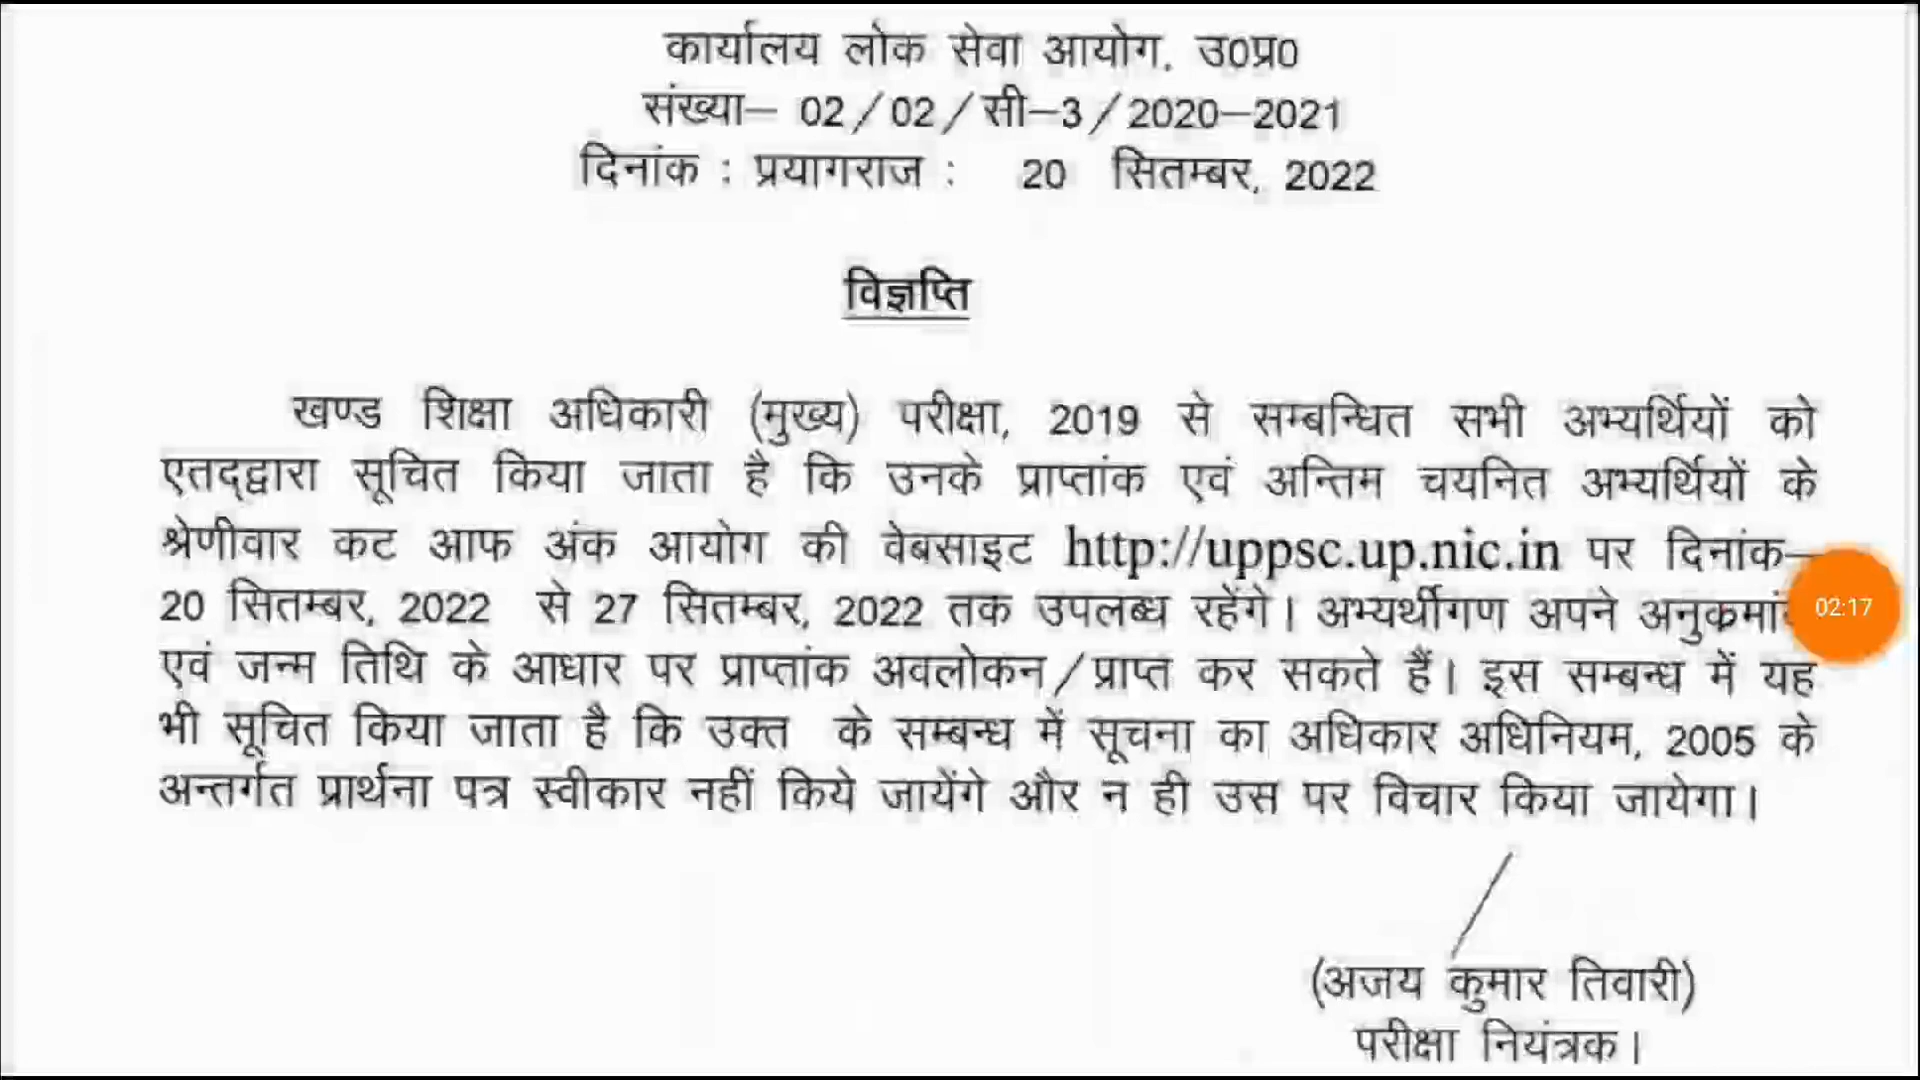 कार्यालय लोक सेवा आयोग, उ0प्र0
संख्या– 02/02/सी–3/2020–2021
दिनांक : प्रयागराज : 20 सितम्बर, 2022
विज्ञप्ति
खण्ड शिक्षा अधिकारी (मुख्य) परीक्षा, 2019 से सम्बन्धित सभी अभ्यर्थियों को
एतद्द्वारा सूचित किया जाता है कि उनके प्राप्तांक एवं अन्तिम चयनित अभ्यर्थियों के
श्रेणीवार कट आफ अंक आयोग की वेबसाइट http://uppsc.up.nic.in पर दिनांक–
20 सितम्बर, 2022 से 27 सितम्बर, 2022 तक उपलब्ध रहेंगे। अभ्यर्थीगण अपने
02:17
एवं जन्म तिथि के आधार पर प्राप्तांक अवलोकन/प्राप्त कर सकते हैं। इस सम्बन्ध में यह
भी सूचित किया जाता है कि उक्त के सम्बन्ध में सूचना का अधिकार अधिनियम, 2005 के
अन्तर्गत प्रार्थना पत्र स्वीकार नहीं किये जायेंगे और न ही उस पर विचार किया जायेगा।
(अजय कुमार तिवारी)
परीक्षा नियंत्रक।